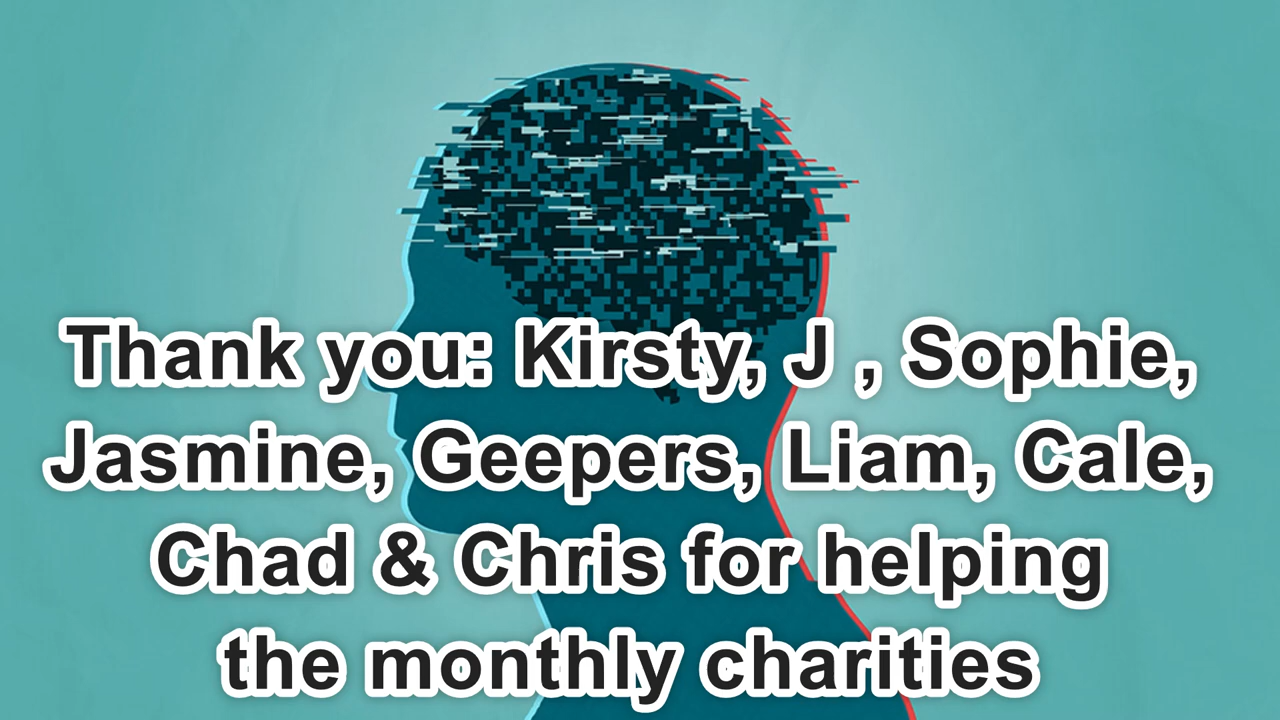 Thank you: Kirsty, J , Sophie,
Jasmine, Geepers, Liam, Cale,
Chad & Chris for helping
the monthly charities